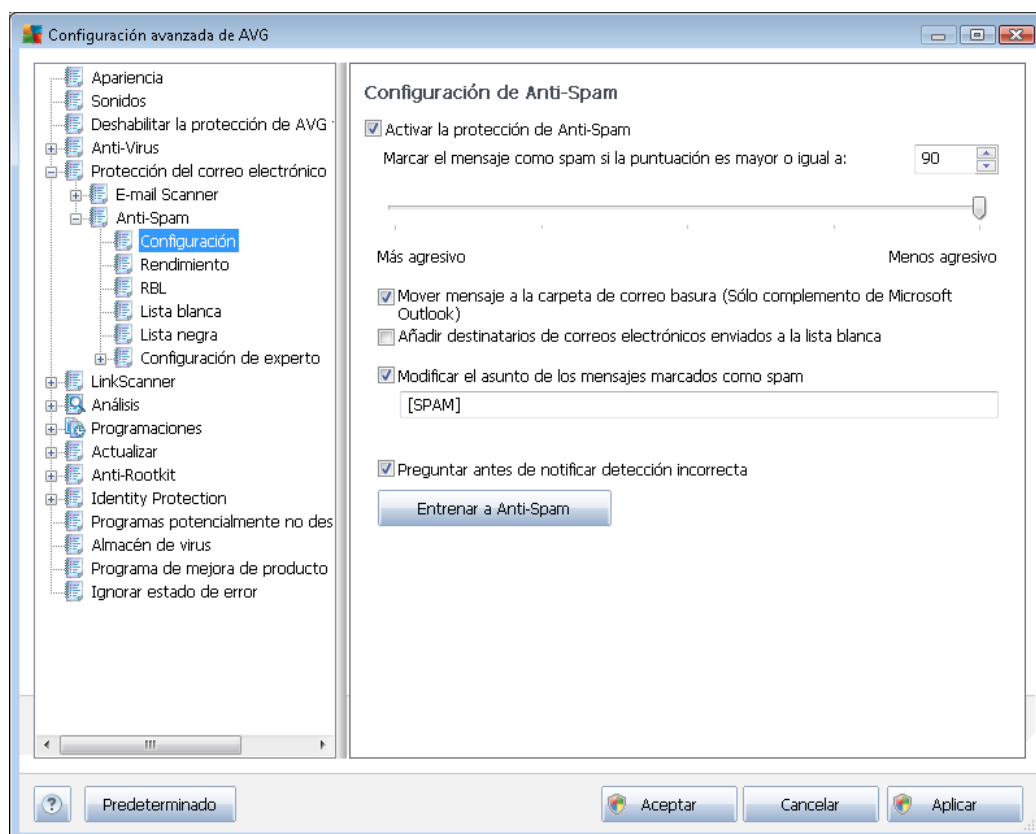 Configuración avanzada de AVG
Apariencia
Sonidos
Deshabilitar la protección de AVG
Anti-Virus
Protección del correo electrónico
E-mail Scanner
Anti-Spam
Configuración
Rendimiento
RBL
Lista blanca
Lista negra
Configuración de experto
LinkScanner
Análisis
Programaciones
Actualizar
Anti-Rootkit
Identity Protection
Programas potencialmente no des
Almacén de virus
Programa de mejora de producto
Ignorar estado de error
Configuración de Anti-Spam
Activar la protección de Anti-Spam
Marcar el mensaje como spam si la puntuación es mayor o igual a: 90
Más agresivo Menos agresivo
Mover mensaje a la carpeta de correo basura (Sólo complemento de Microsoft
Outlook)
Añadir destinatarios de correos electrónicos enviados a la lista blanca
Modificar el asunto de los mensajes marcados como spam
[SPAM]
Preguntar antes de notificar detección incorrecta
Entrenar a Anti-Spam
? Predeterminado Aceptar Cancelar Aplicar